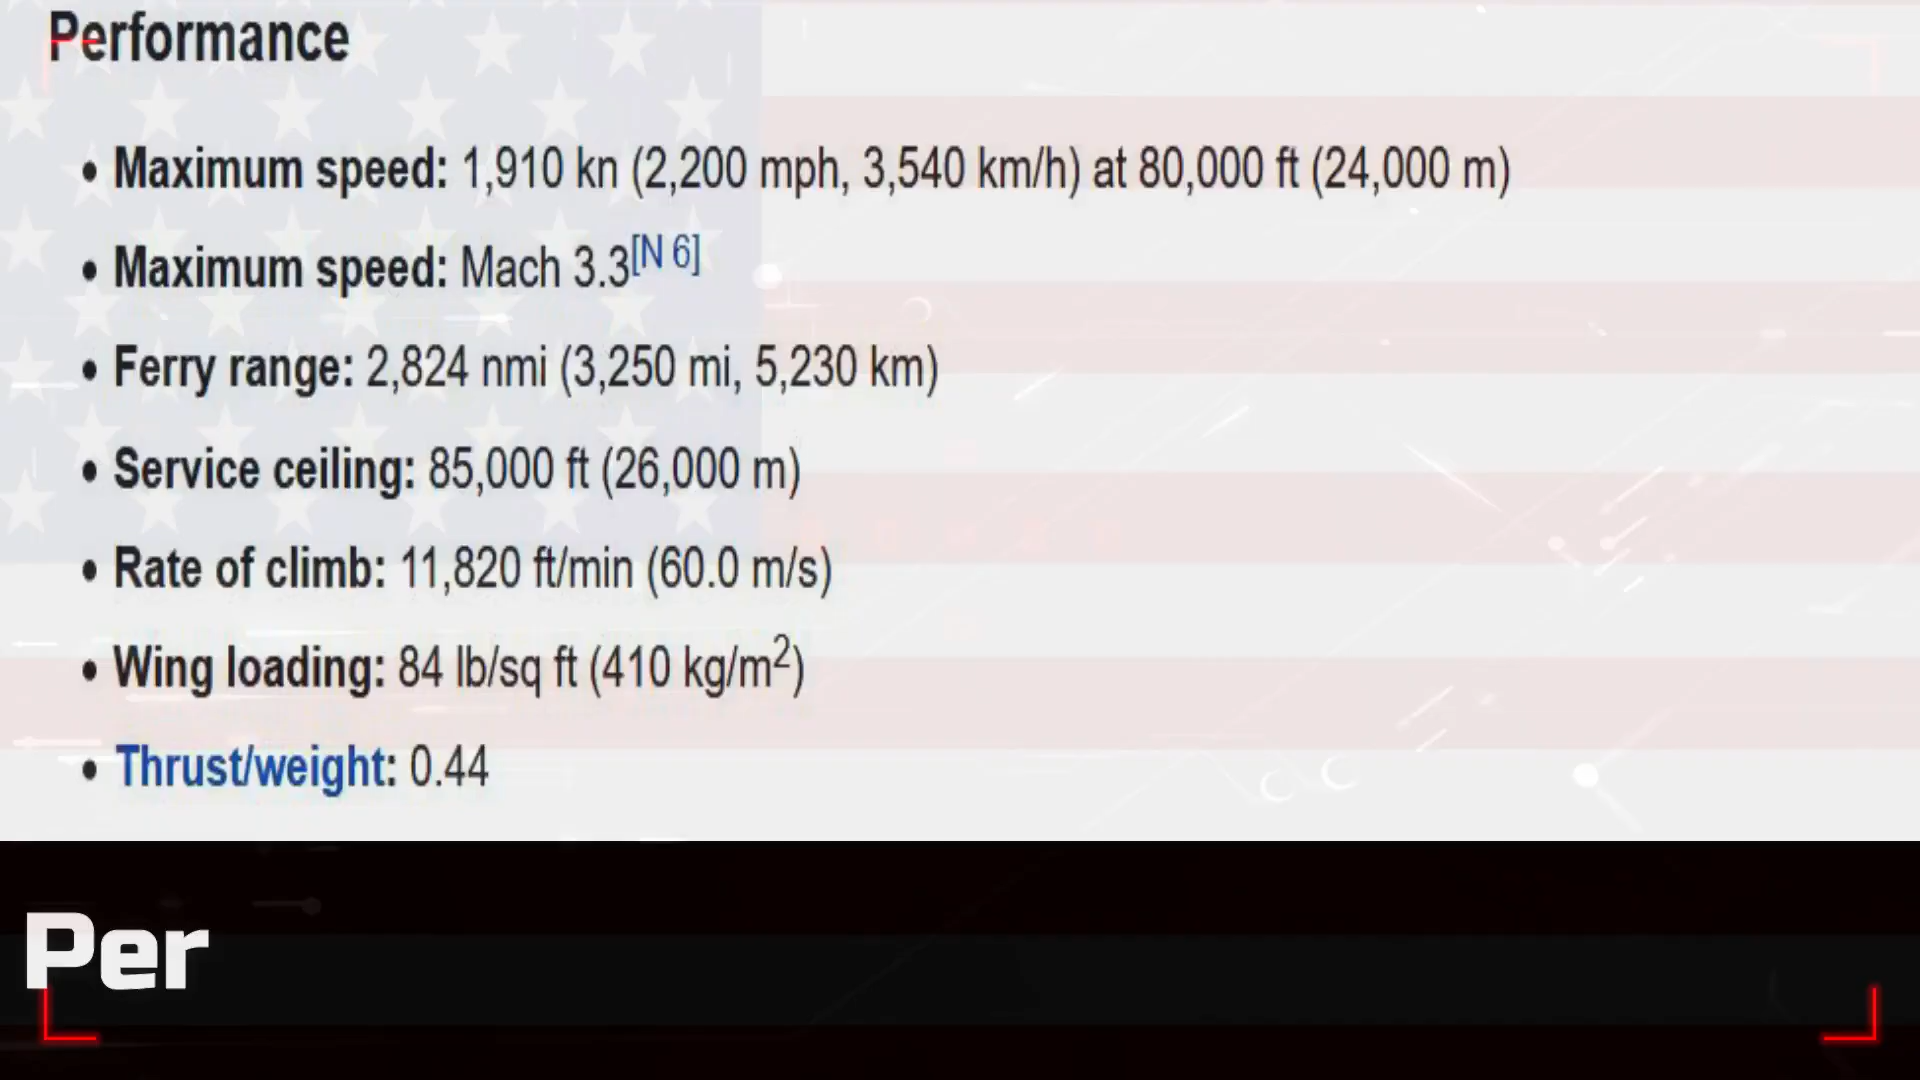 Performance
• Maximum speed: 1,910 kn (2,200 mph, 3,540 km/h) at 80,000 ft (24,000 m)
• Maximum speed: Mach 3.3[N 6]
• Ferry range: 2,824 nmi (3,250 mi, 5,230 km)
• Service ceiling: 85,000 ft (26,000 m)
• Rate of climb: 11,820 ft/min (60.0 m/s)
• Wing loading: 84 lb/sq ft (410 kg/m²)
• Thrust/weight: 0.44
Per